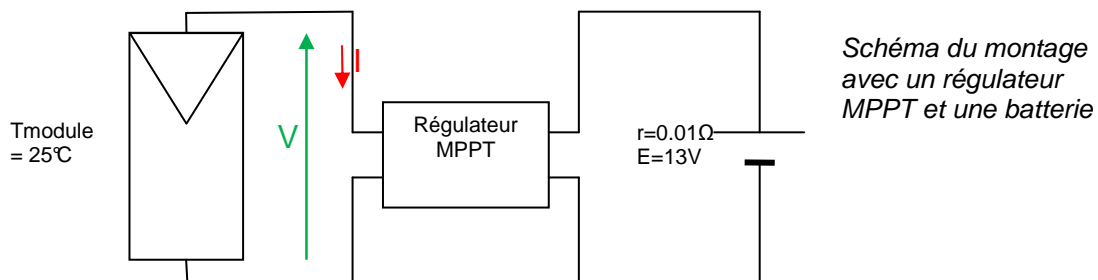 Tmodule
= 25°C
V
I
Régulateur
MPPT
r=0.01Ω
E=13V
Schéma du montage
avec un régulateur
MPPT et une batterie